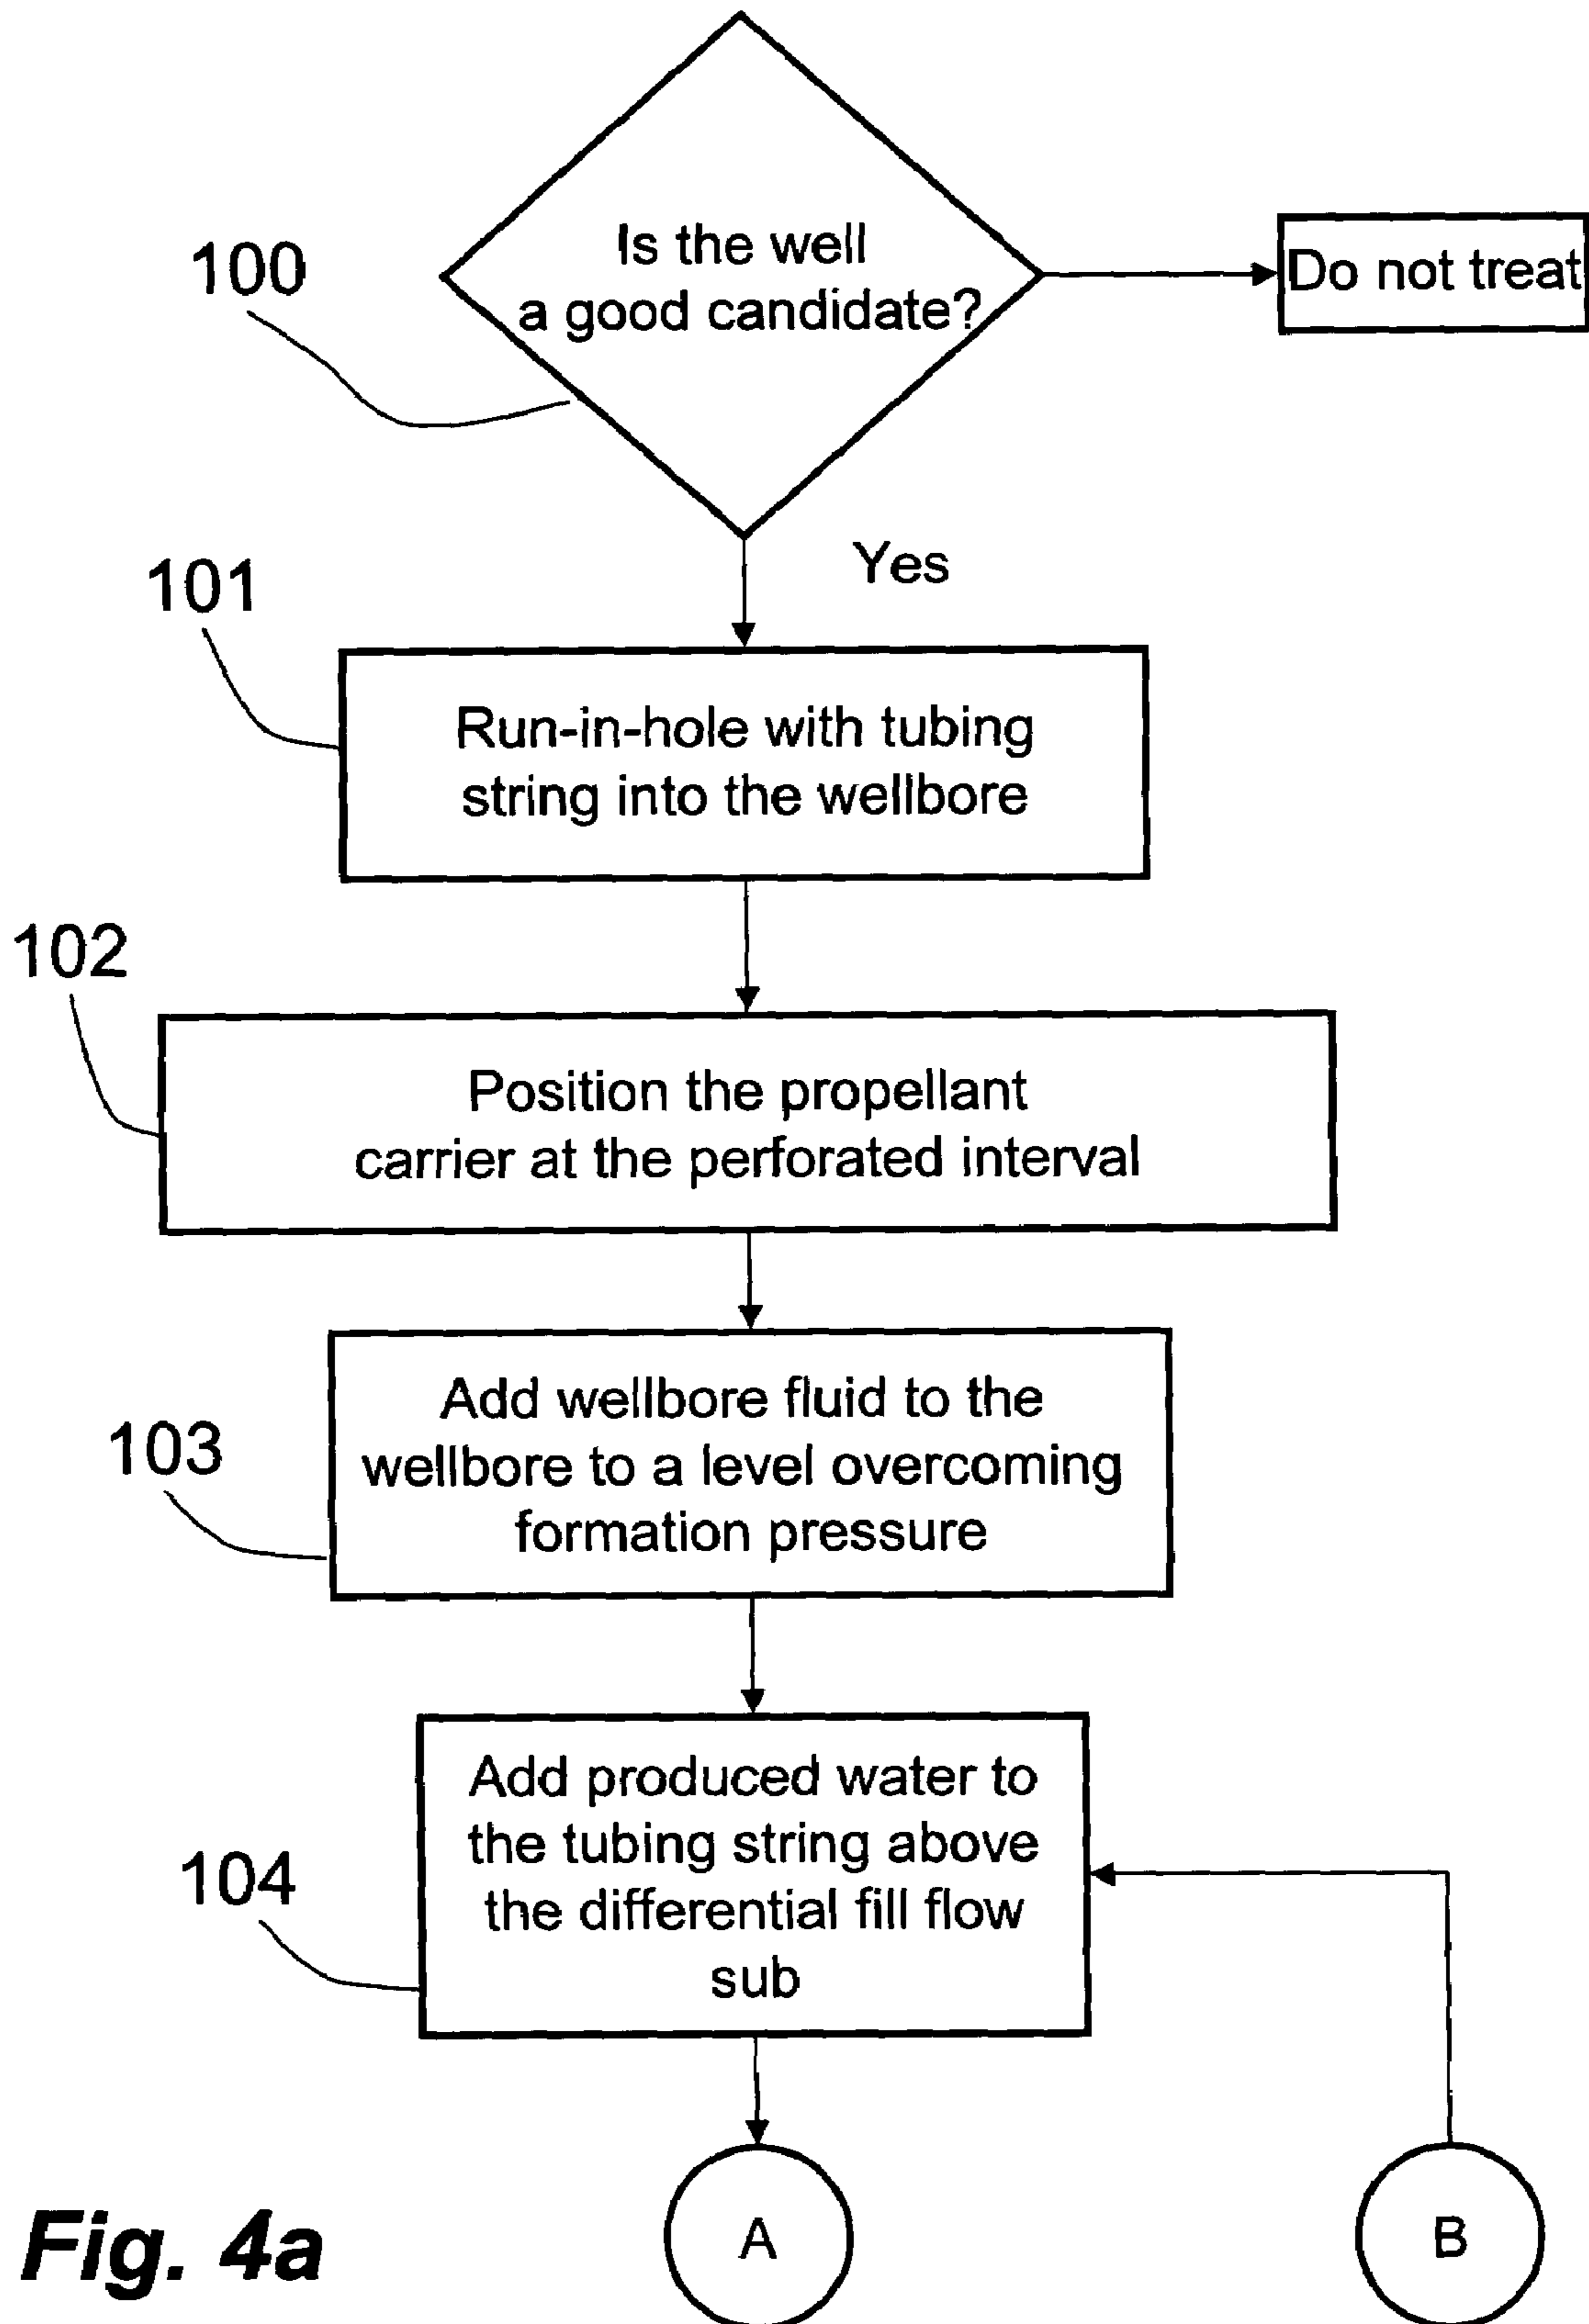 100
Is the well
a good candidate?
Do not treat
Yes
101
Run-in-hole with tubing
string into the wellbore
102
Position the propellant
carrier at the perforated interval
103
Add wellbore fluid to the
wellbore to a level overcoming
formation pressure
104
Add produced water to
the tubing string above
the differential fill flow
sub
A
B
Fig. 4a